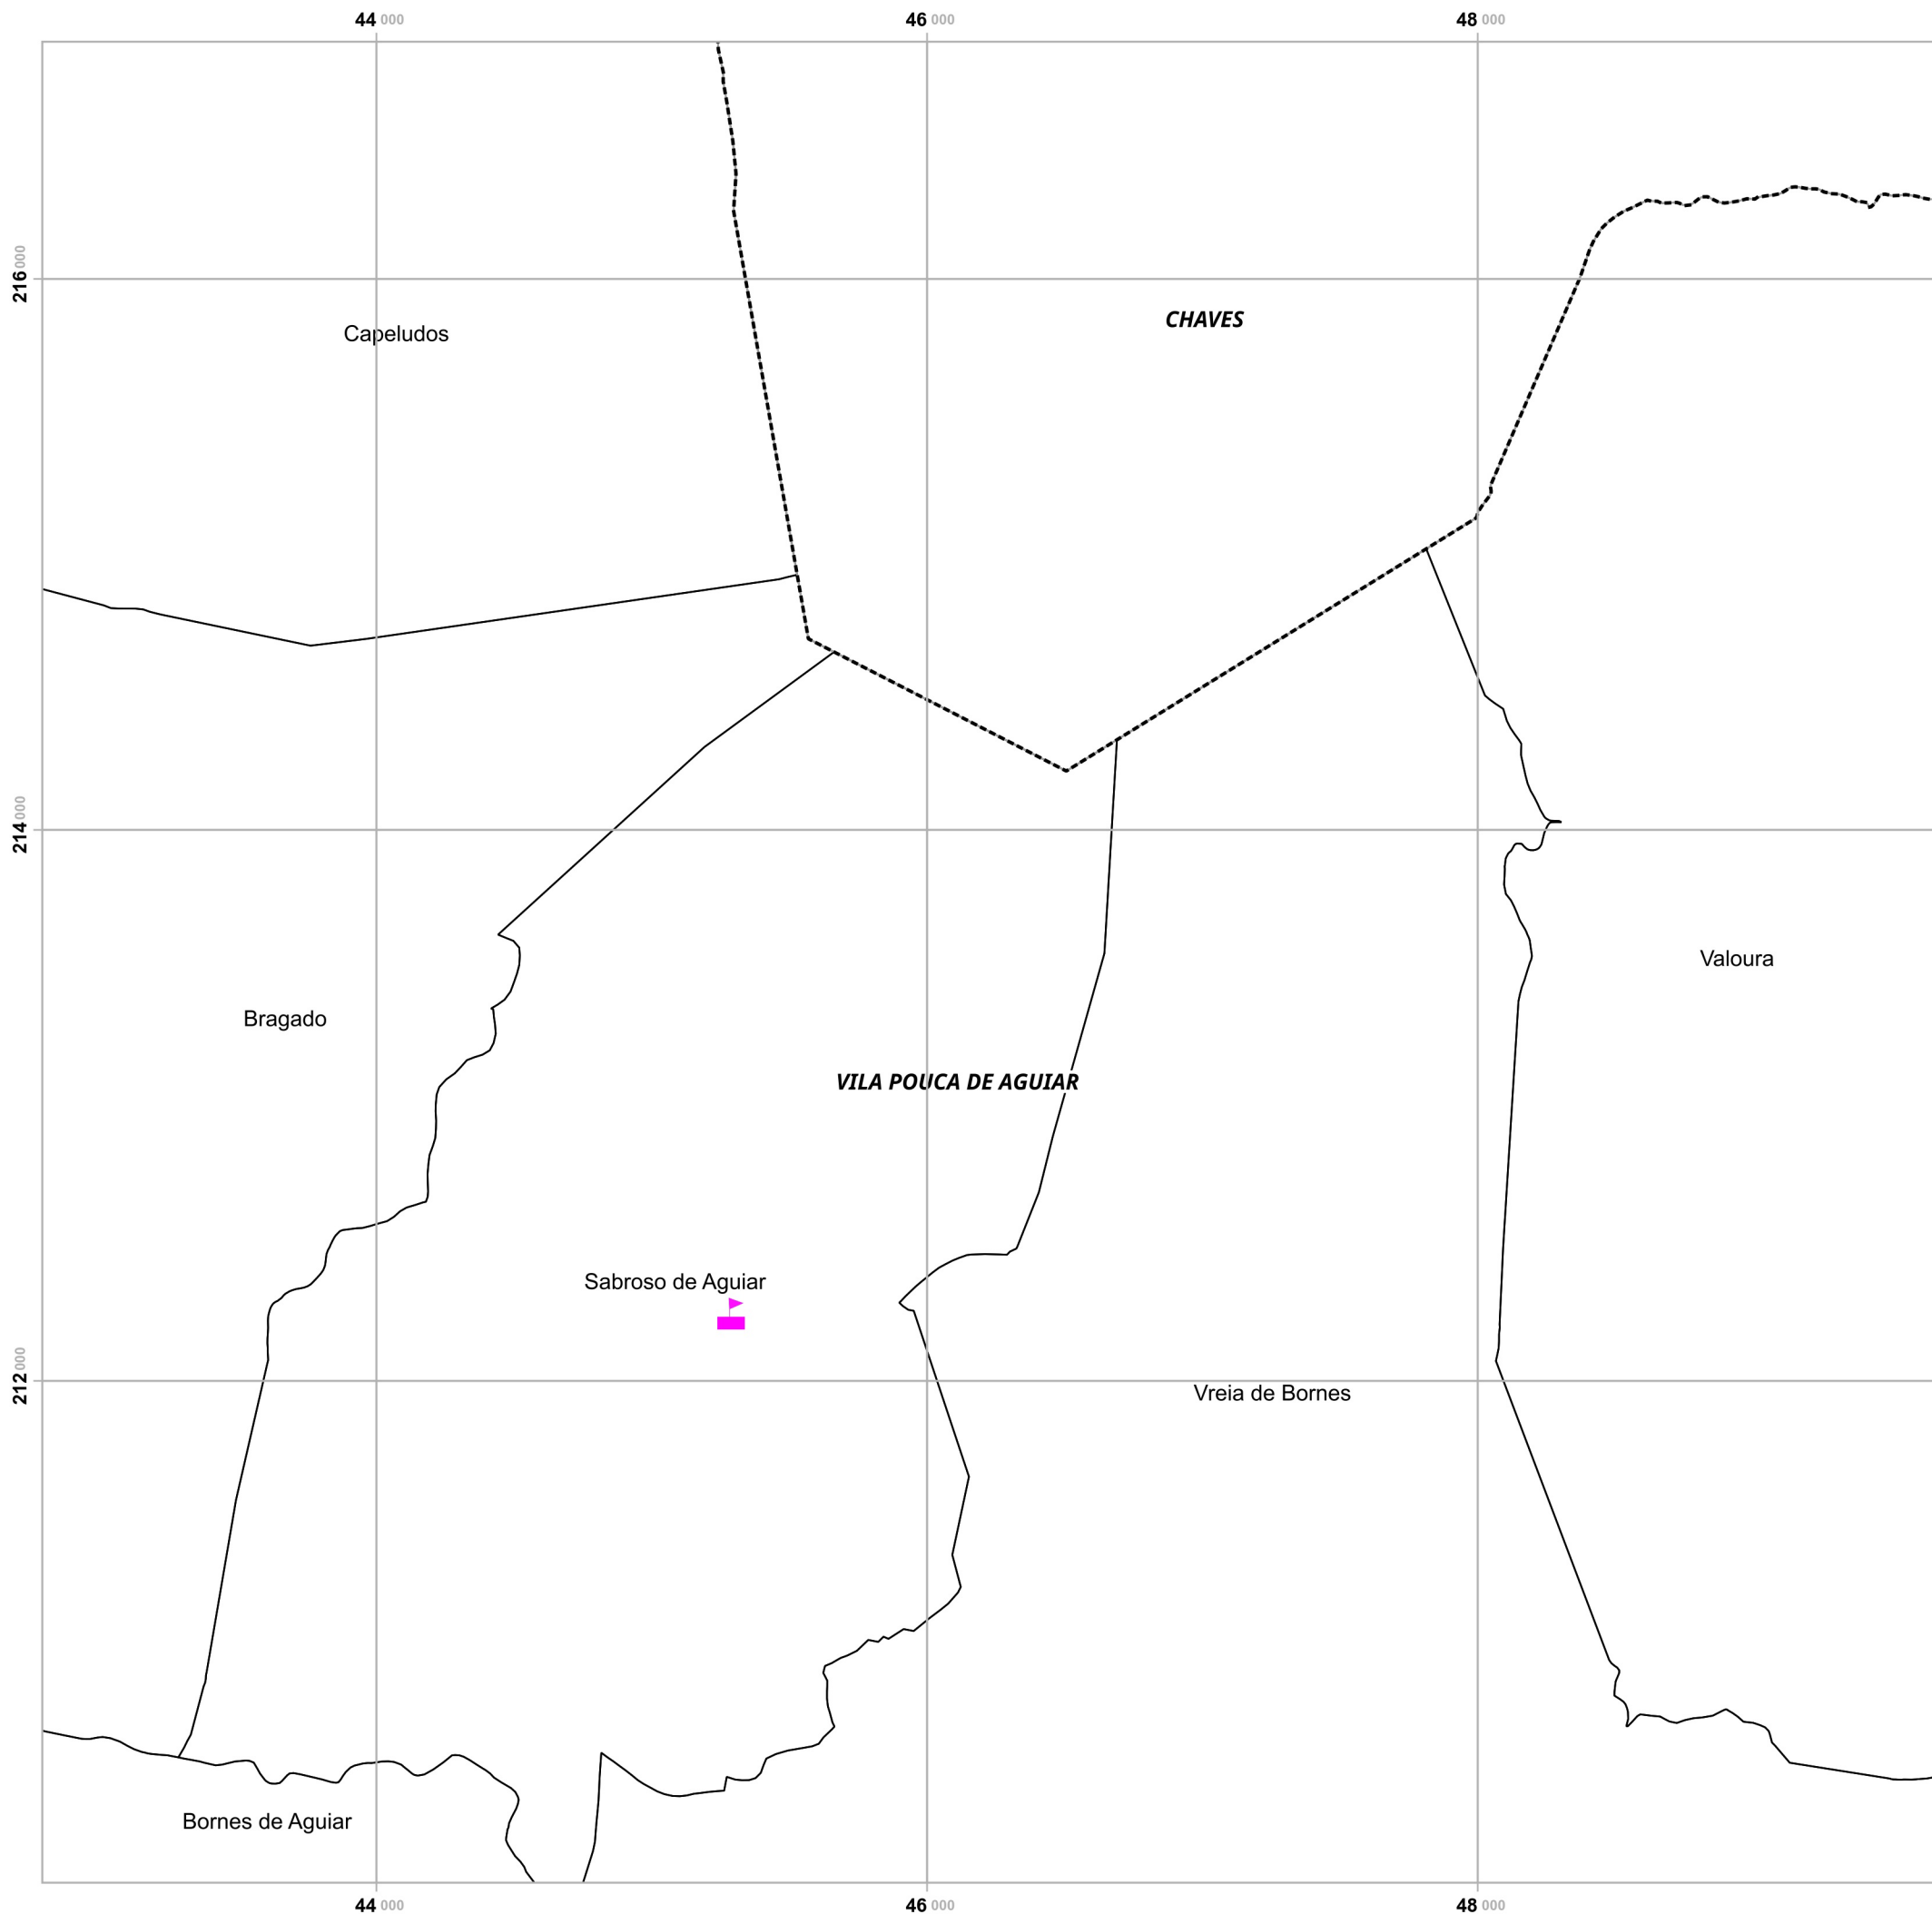 44 000
46 000
48 000
216 000
CHAVES
Capeludos
214 000
Valoura
Bragado
VILA POUCA DE AGUIAR
Sabroso de Aguiar
212 000
Vreia de Bornes
Bornes de Aguiar
44 000
46 000
48 000